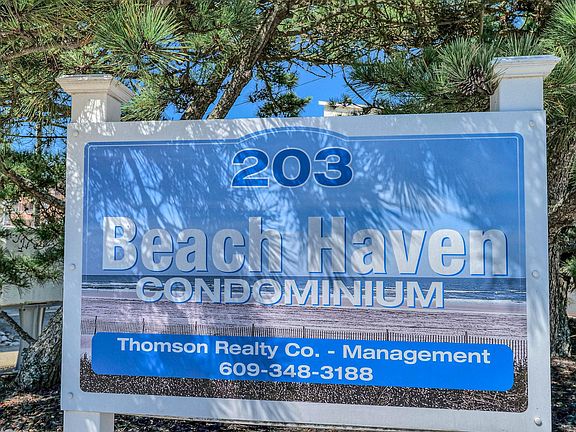 203
Beach Haven
CONDOMINIUM
Thomson Realty Co. - Management
609-348-3188